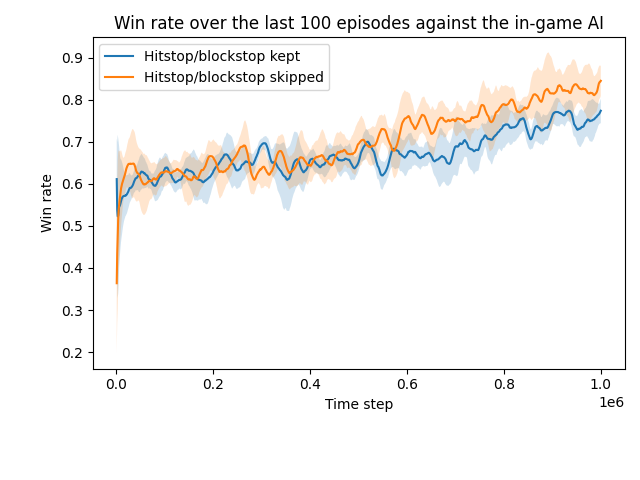 Win rate over the last 100 episodes against the in-game AI
Hitstop/blockstop kept
Hitstop/blockstop skipped
Win rate
0.9
0.8
0.7
0.6
0.5
0.4
0.3
0.2
0.0 0.2 0.4 0.6 0.8 1.0
1e6
Time step